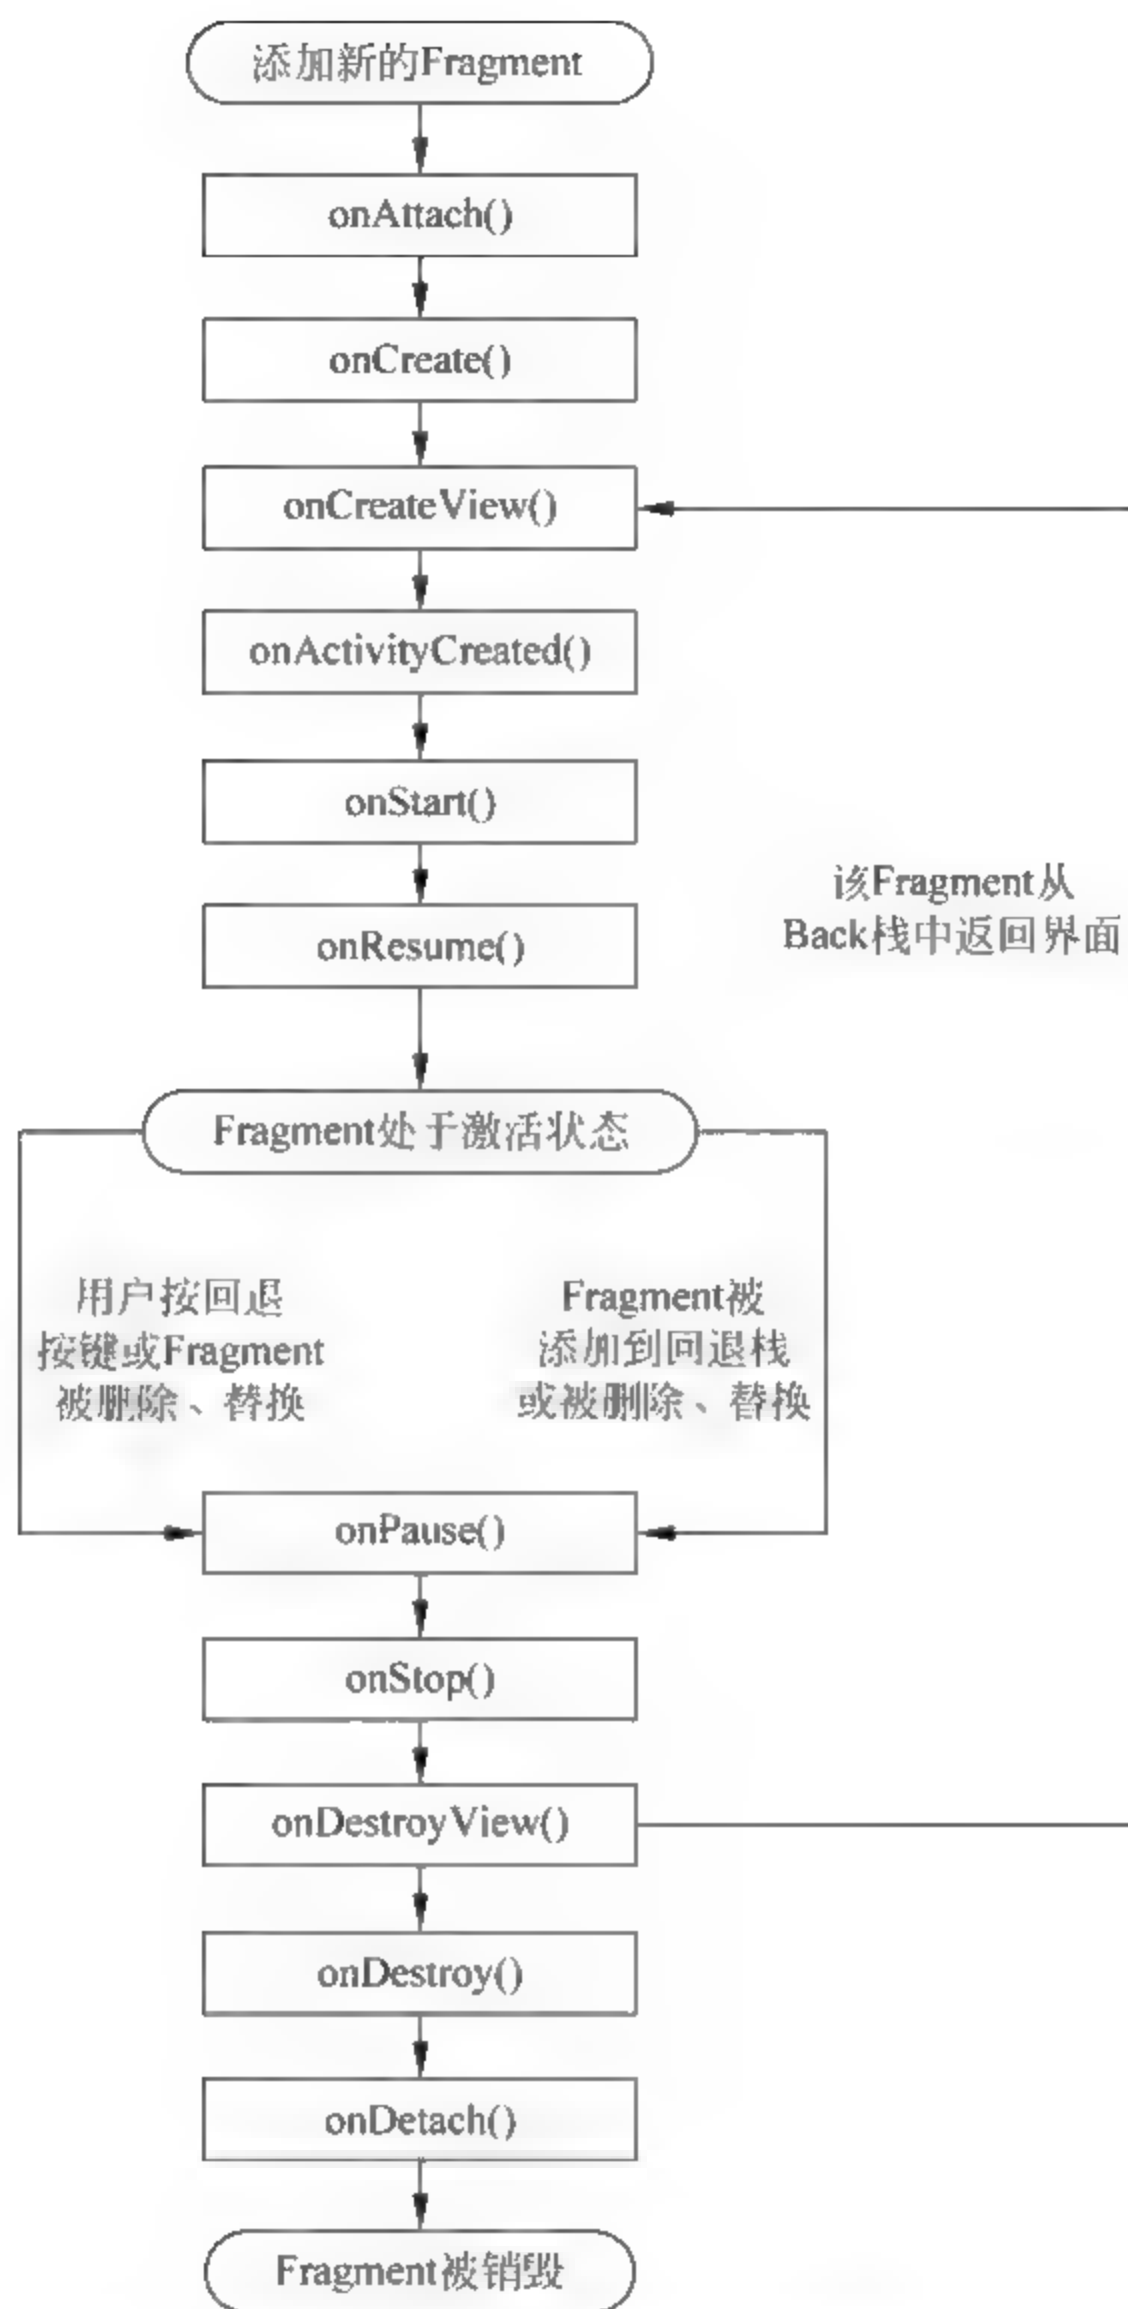 添加新的Fragment
onAttach()
onCreate()
onCreateView()
onActivityCreated()
onStart()
onResume()
该Fragment从
Back栈中返回界面
Fragment处于激活状态
用户按回退
按键或Fragment
被删除、替换
Fragment被
添加到回退栈
或被删除、替换
onPause()
onStop()
onDestroyView()
onDestroy()
onDetach()
Fragment被销毁